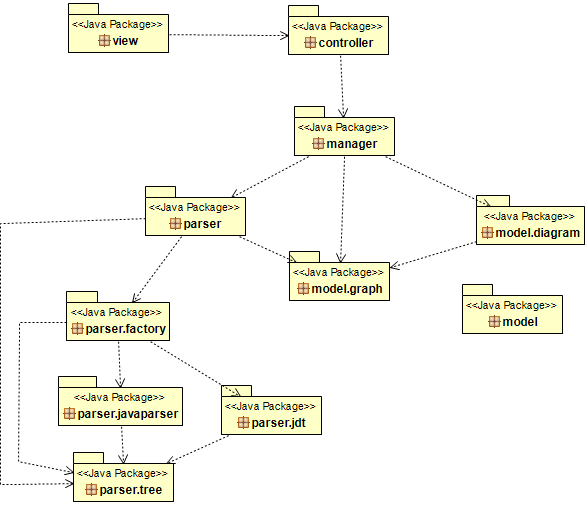 <<Java Package>>
view
<<Java Package>>
controller
<<Java Package>>
manager
<<Java Package>>
parser
<<Java Package>>
model.diagram
<<Java Package>>
model.graph
<<Java Package>>
model
<<Java Package>>
parser.factory
<<Java Package>>
parser.javaparser
<<Java Package>>
parser.jdt
<<Java Package>>
parser.tree